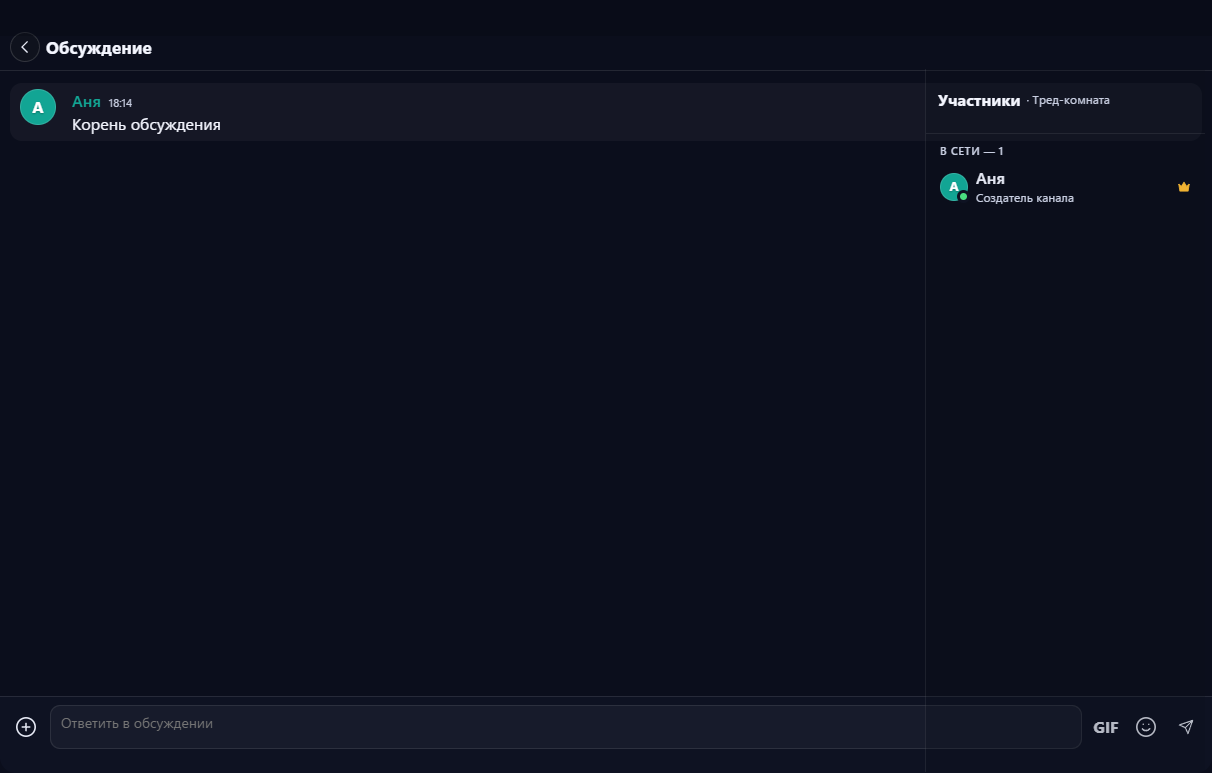 Обсуждение
А
Аня 18:14
Корень обсуждения
Участники · Тред-комната
В СЕТИ — 1
А
Аня
Создатель канала
Ответить в обсуждении
GIF